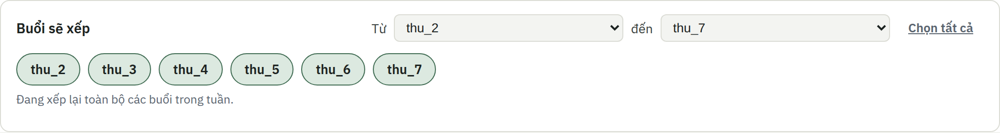 Buổi sẽ xếp Từ thu_2 đến thu_7 Chọn tất cả
thu_2 thu_3 thu_4 thu_5 thu_6 thu_7
Đang xếp lại toàn bộ các buổi trong tuần.